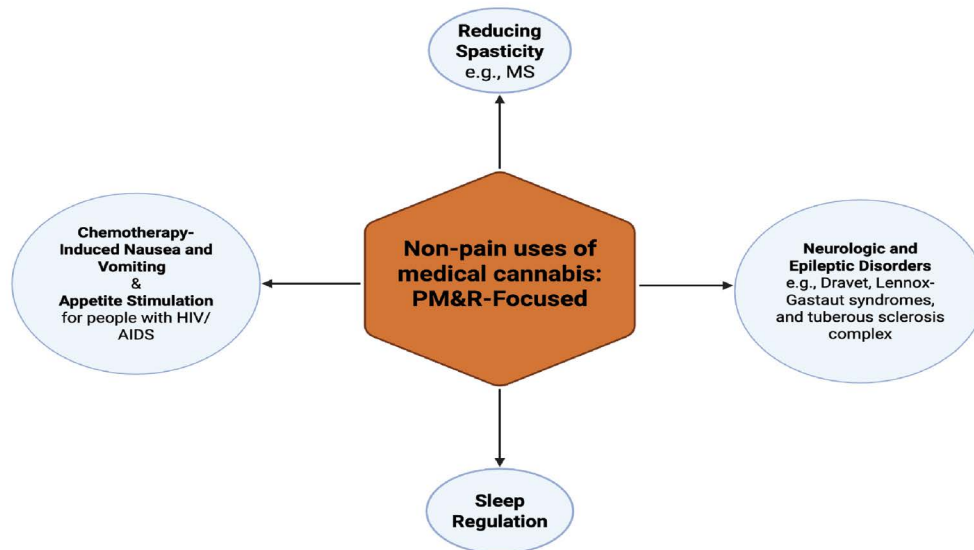 Reducing
Spasticity
e.g., MS
Chemotherapy-
Induced Nausea and
Vomiting
&
Appetite Stimulation
for people with HIV/
AIDS
Non-pain uses of
medical cannabis:
PM&R-Focused
Neurologic and
Epileptic Disorders
e.g., Dravet, Lennox-
Gastaut syndromes,
and tuberous sclerosis
complex
Sleep
Regulation